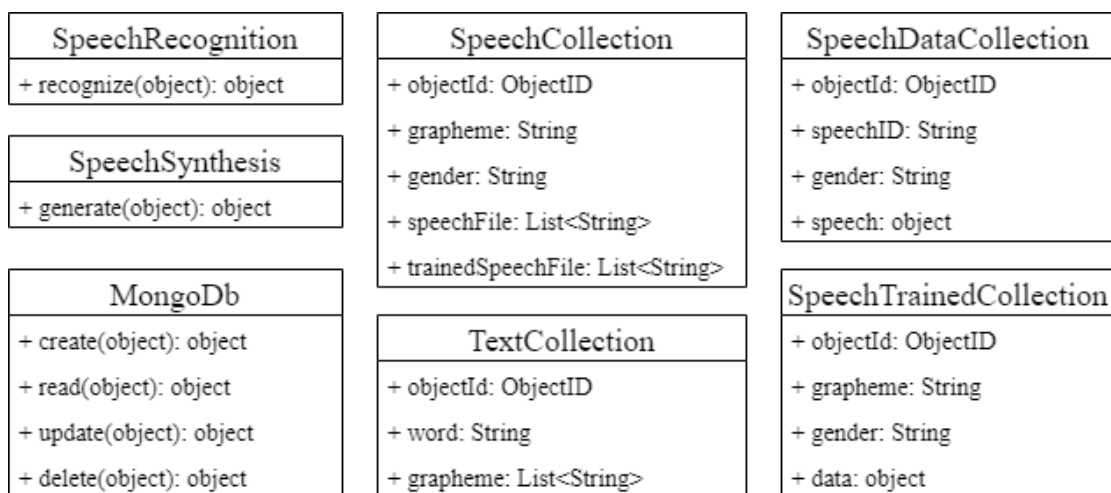 SpeechRecognition
+ recognize(object): object
SpeechSynthesis
+ generate(object): object
MongoDb
+ create(object): object
+ read(object): object
+ update(object): object
+ delete(object): object
SpeechCollection
+ objectId: ObjectID
+ grapheme: String
+ gender: String
+ speechFile: List<String>
+ trainedSpeechFile: List<String>
TextCollection
+ objectId: ObjectID
+ word: String
+ grapheme: List<String>
SpeechDataCollection
+ objectId: ObjectID
+ speechID: String
+ gender: String
+ speech: object
SpeechTrainedCollection
+ objectId: ObjectID
+ grapheme: String
+ gender: String
+ data: object